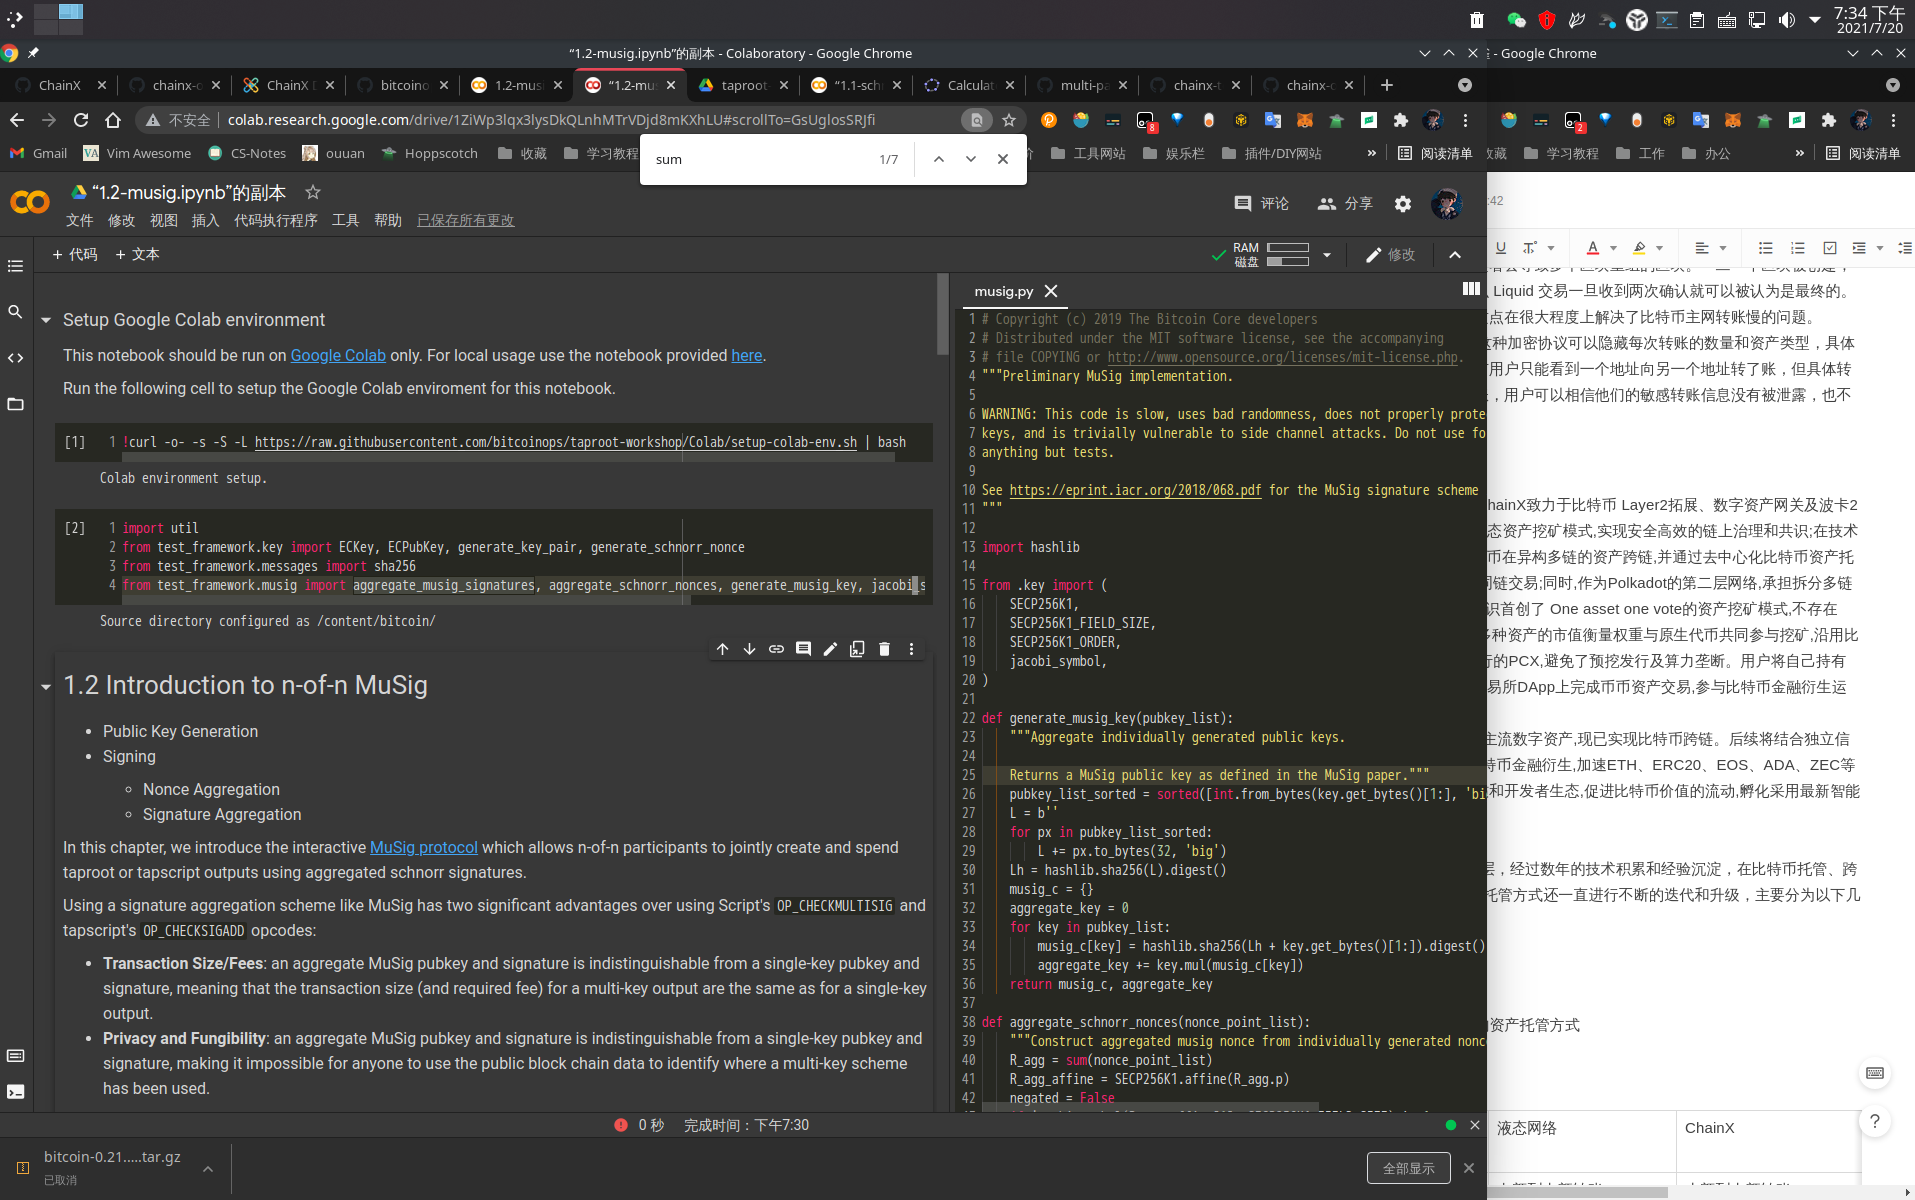 7:34 下午
2021/7/20
“1.2-musig.ipynb”的副本 - Colaboratory - Google Chrome
- Google Chrome
ChainX
chainx-o
ChainX D
bitcoino
1.2-mus
“1.2-mus
taproot-
“1.1-sch
Calculat
multi-pa
chainx-t
chainx-c
不安全
colab.research.google.com/drive/1ZiWp3lqx3lysDkQLnhMTrVDjd8mKXhLU#scrollTo=GsUglosSRJfi
8
2
Gmail
VA Vim Awesome
CS-Notes
ouuan
Hoppscotch
收藏
学习教程
工具网站
娱乐栏
插件/DIY网站
»
阅读清单
收藏
学习教程
工作
办公
»
阅读清单
sum
1/7
“1.2-musig.ipynb”的副本
文件 修改 视图 插入 代码执行程序 工具 帮助 已保存所有更改
评论
分享
+ 代码 + 文本
RAM
磁盘
修改
Setup Google Colab environment
This notebook should be run on Google Colab only. For local usage use the notebook provided here.
Run the following cell to setup the Google Colab enviroment for this notebook.
[1] 1 !curl -o- -s -S -L https://raw.githubusercontent.com/bitcoinops/taproot-workshop/Colab/setup-colab-env.sh | bash
Colab environment setup.
[2] 1 import util
2 from test_framework.key import ECKey, ECPubKey, generate_key_pair, generate_schnorr_nonce
3 from test_framework.messages import sha256
4 from test_framework.musig import aggregate_musig_signatures, aggregate_schnorr_nonces, generate_musig_key, jacobi_s
Source directory configured as /content/bitcoin/
1.2 Introduction to n-of-n MuSig
• Public Key Generation
• Signing
◦ Nonce Aggregation
◦ Signature Aggregation
In this chapter, we introduce the interactive MuSig protocol which allows n-of-n participants to jointly create and spend
taproot or tapscript outputs using aggregated schnorr signatures.
Using a signature aggregation scheme like MuSig has two significant advantages over using Script's OP_CHECKMULTISIG and
tapscript's OP_CHECKSIGADD opcodes:
• Transaction Size/Fees: an aggregate MuSig pubkey and signature is indistinguishable from a single-key pubkey and
signature, meaning that the transaction size (and required fee) for a multi-key output are the same as for a single-key
output.
• Privacy and Fungibility: an aggregate MuSig pubkey and signature is indistinguishable from a single-key pubkey and
signature, making it impossible for anyone to use the public block chain data to identify where a multi-key scheme
has been used.
musig.py
1 # Copyright (c) 2019 The Bitcoin Core developers
2 # Distributed under the MIT software license, see the accompanying
3 # file COPYING or http://www.opensource.org/licenses/mit-license.php.
4 """Preliminary MuSig implementation.
5
6 WARNING: This code is slow, uses bad randomness, does not properly prote
7 keys, and is trivially vulnerable to side channel attacks. Do not use fo
8 anything but tests.
9
10 See https://eprint.iacr.org/2018/068.pdf for the MuSig signature scheme
11 """
12
13 import hashlib
14
15 from .key import (
16 SECP256K1,
17 SECP256K1_FIELD_SIZE,
18 SECP256K1_ORDER,
19 jacobi_symbol,
20 )
21
22 def generate_musig_key(pubkey_list):
23 """Aggregate individually generated public keys.
24
25 Returns a MuSig public key as defined in the MuSig paper."""
26 pubkey_list_sorted = sorted([int.from_bytes(key.get_bytes()[1:], 'bi
27 L = b''
28 for px in pubkey_list_sorted:
29 L += px.to_bytes(32, 'big')
30 Lh = hashlib.sha256(L).digest()
31 musig_c = {}
32 aggregate_key = 0
33 for key in pubkey_list:
34 musig_c[key] = hashlib.sha256(Lh + key.get_bytes()[1:]).digest()
35 aggregate_key += key.mul(musig_c[key])
36 return musig_c, aggregate_key
37
38 def aggregate_schnorr_nonces(nonce_point_list):
39 """Construct aggregated musig nonce from individually generated nonc
40 R_agg = sum(nonce_point_list)
41 R_agg_affine = SECP256K1.affine(R_agg.p)
42 negated = False
:42
Liquid 交易一旦收到两次确认就可以被认为是最终的。
点在很大程度上解决了比特币主网转账慢的问题。
这种加密协议可以隐藏每次转账的数量和资产类型，具体
用户只能看到一个地址向另一个地址转了账，但具体转
，用户可以相信他们的敏感转账信息没有被泄露，也不
hainX致力于比特币 Layer2拓展、数字资产网关及波卡2
态资产挖矿模式,实现安全高效的链上治理和共识;在技术
币在异构多链的资产跨链,并通过去中心化比特币资产托
同链交易;同时,作为Polkadot的第二层网络,承担拆分多链
识首创了 One asset one vote的资产挖矿模式,不存在
多种资产的市值衡量权重与原生代币共同参与挖矿,沿用比
行的PCX,避免了预挖发行及算力垄断。用户将自己持有
易所DApp上完成币币资产交易,参与比特币金融衍生运
主流数字资产,现已实现比特币跨链。后续将结合独立信
特币金融衍生,加速ETH、ERC20、EOS、ADA、ZEC等
和开发者生态,促进比特币价值的流动,孵化采用最新智能
层，经过数年的技术积累和经验沉淀，在比特币托管、跨
托管方式还一直进行不断的迭代和升级，主要分为以下几
资产托管方式
液态网络
ChainX
0 秒 完成时间：下午7:30
bitcoin-0.21.....tar.gz
已取消
全部显示